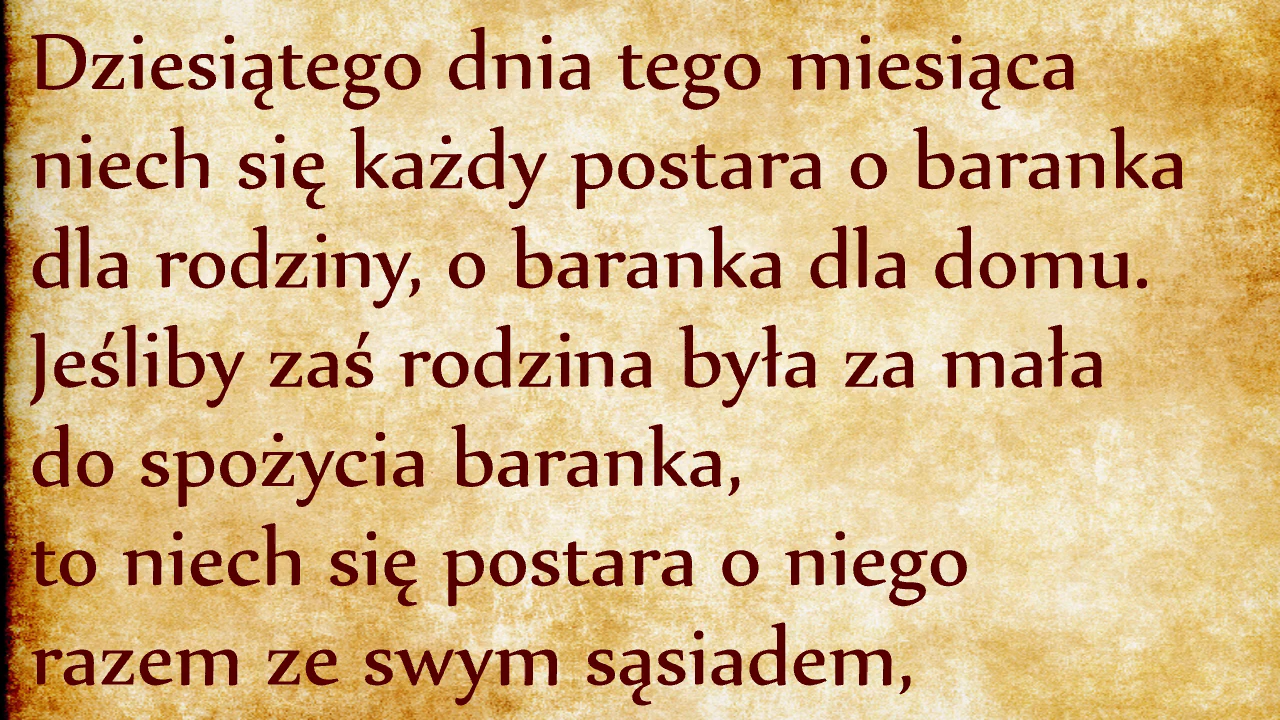 Dziesiątego dnia tego miesiąca
niech się każdy postara o baranka
dla rodziny, o baranka dla domu.
Jeśliby zaś rodzina była za mała
do spożycia baranka,
to niech się postara o niego
razem ze swym sąsiadem,